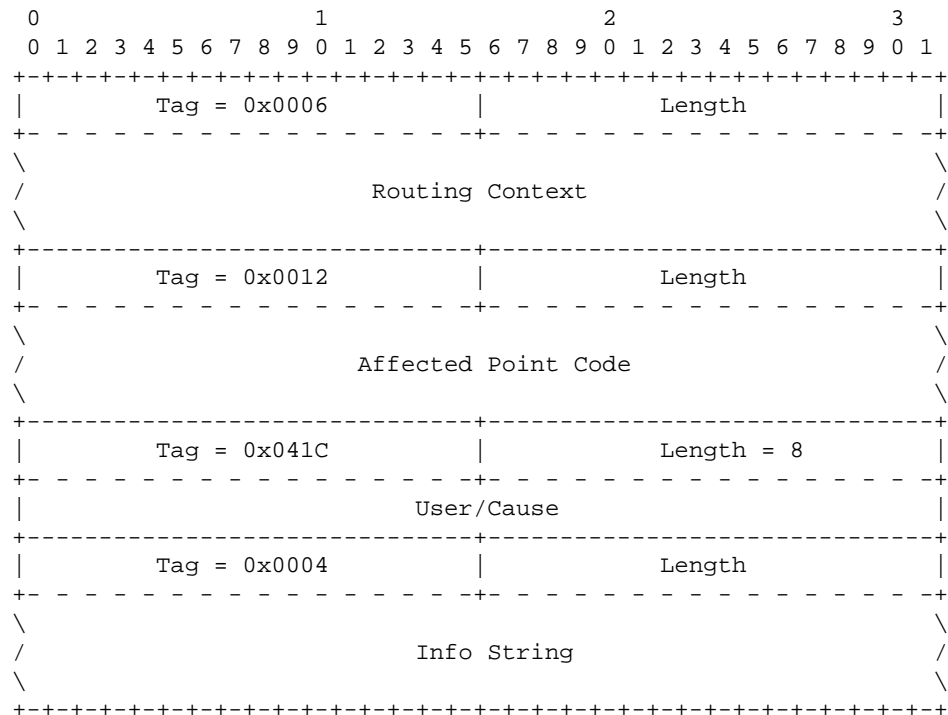 0                   1                   2                   3
 0 1 2 3 4 5 6 7 8 9 0 1 2 3 4 5 6 7 8 9 0 1 2 3 4 5 6 7 8 9 0 1
+-+-+-+-+-+-+-+-+-+-+-+-+-+-+-+-+-+-+-+-+-+-+-+-+-+-+-+-+-+-+-+-+
|         Tag = 0x0006          |            Length             |
+- - - - - - - - - - - - - - - -+- - - - - - - - - - - - - - - -+
\                                                               \
/                        Routing Context                        /
\                                                               \
+-------------------------------+-------------------------------+
|         Tag = 0x0012          |            Length             |
+- - - - - - - - - - - - - - - -+- - - - - - - - - - - - - - - -+
\                                                               \
/                       Affected Point Code                     /
\                                                               \
+-------------------------------+-------------------------------+
|         Tag = 0x041C          |            Length = 8         |
+- - - - - - - - - - - - - - - -+- - - - - - - - - - - - - - - -+
|                           User/Cause                          |
+-------------------------------+-------------------------------+
|         Tag = 0x0004          |            Length             |
+- - - - - - - - - - - - - - - -+- - - - - - - - - - - - - - - -+
\                                                               \
/                           Info String                         /
\                                                               \
+-+-+-+-+-+-+-+-+-+-+-+-+-+-+-+-+-+-+-+-+-+-+-+-+-+-+-+-+-+-+-+-+